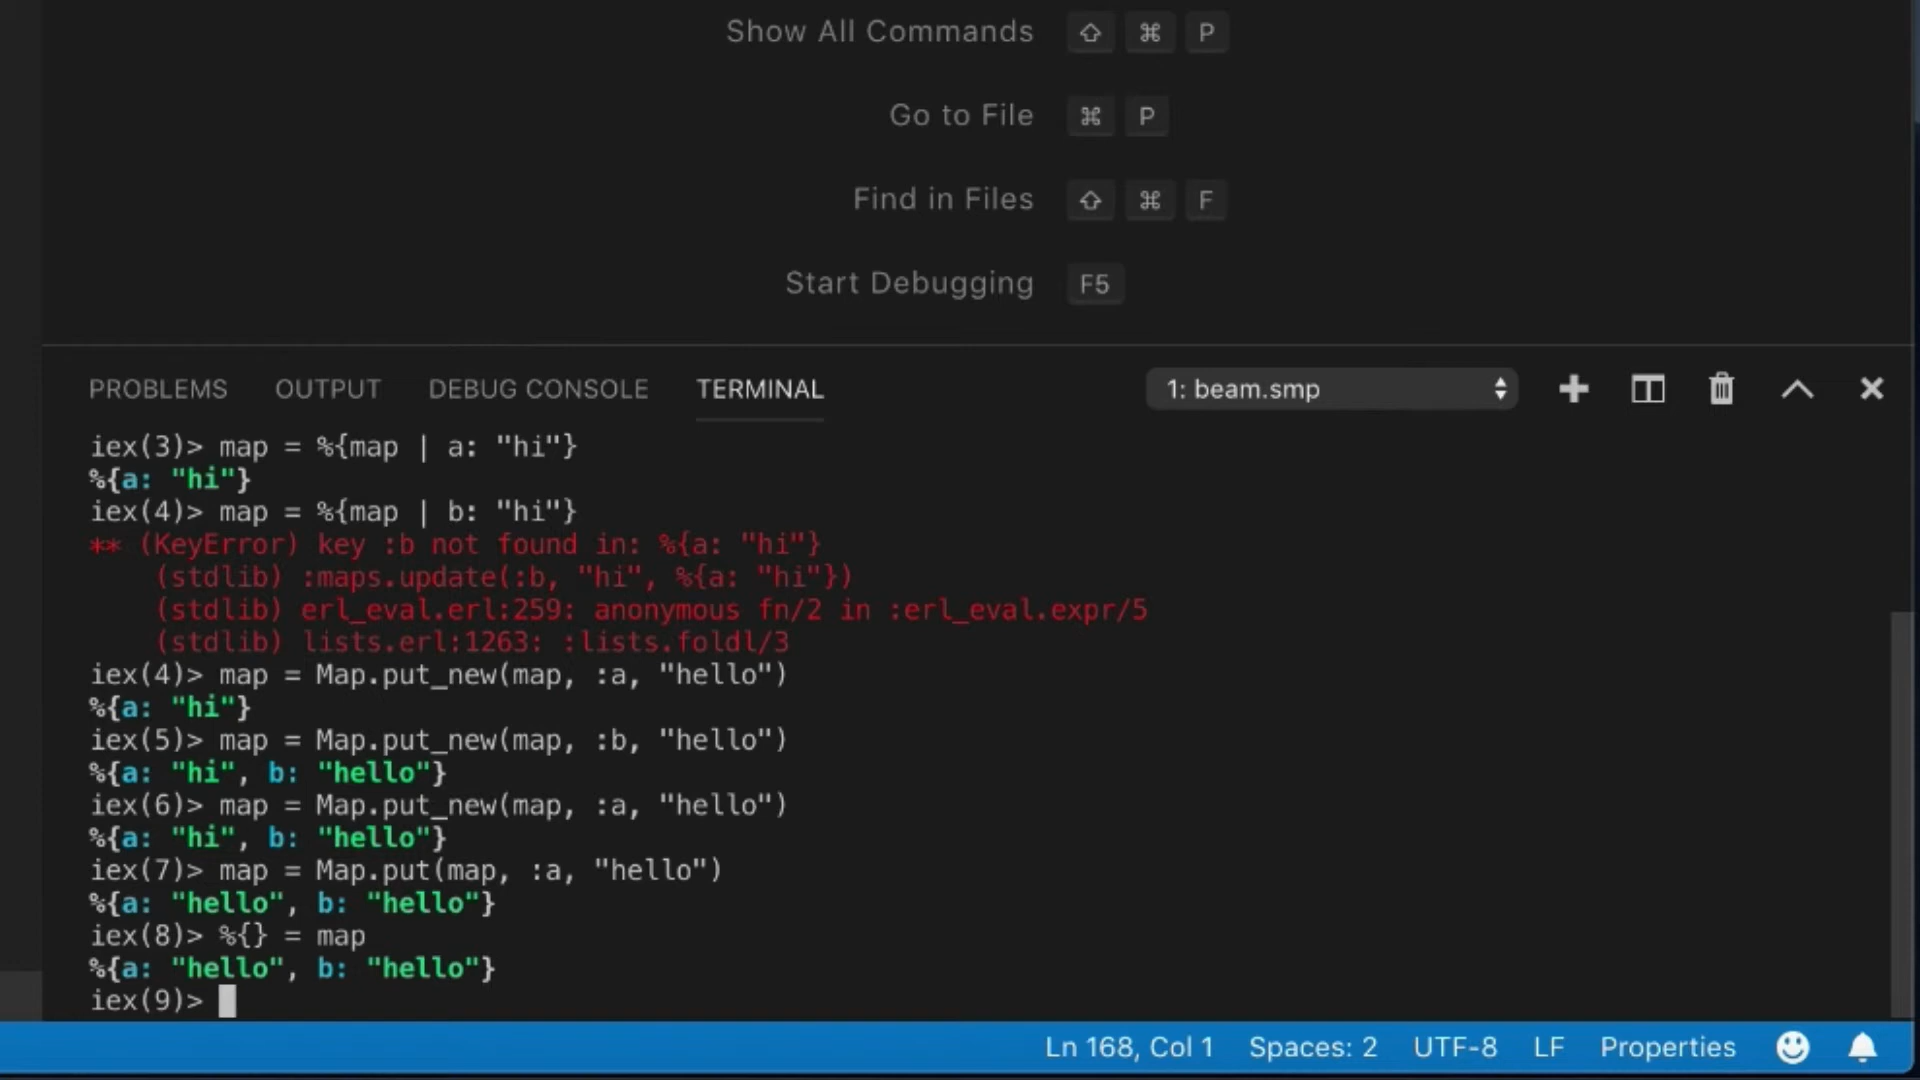 Show All Commands ⇧ ⌘ P
Go to File ⌘ P
Find in Files ⇧ ⌘ F
Start Debugging F5
PROBLEMS OUTPUT DEBUG CONSOLE TERMINAL 1: beam.smp
iex(3)> map = %{map | a: "hi"}
%{a: "hi"}
iex(4)> map = %{map | b: "hi"}
** (KeyError) key :b not found in: %{a: "hi"}
    (stdlib) :maps.update(:b, "hi", %{a: "hi"})
    (stdlib) erl_eval.erl:259: anonymous fn/2 in :erl_eval.expr/5
    (stdlib) lists.erl:1263: :lists.foldl/3
iex(4)> map = Map.put_new(map, :a, "hello")
%{a: "hi"}
iex(5)> map = Map.put_new(map, :b, "hello")
%{a: "hi", b: "hello"}
iex(6)> map = Map.put_new(map, :a, "hello")
%{a: "hi", b: "hello"}
iex(7)> map = Map.put(map, :a, "hello")
%{a: "hello", b: "hello"}
iex(8)> %{} = map
%{a: "hello", b: "hello"}
iex(9)>
Ln 168, Col 1 Spaces: 2 UTF-8 LF Properties